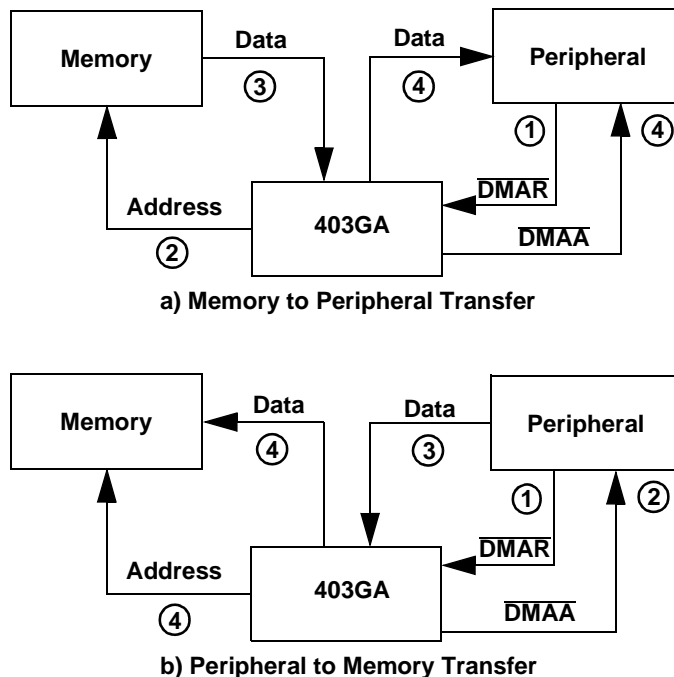 Data
Data
Memory
Peripheral
③
④
①
④
DMAR
Address
403GA
DMAA
②
a) Memory to Peripheral Transfer
Data
Data
Memory
Peripheral
④
③
①
②
DMAR
Address
403GA
DMAA
④
b) Peripheral to Memory Transfer